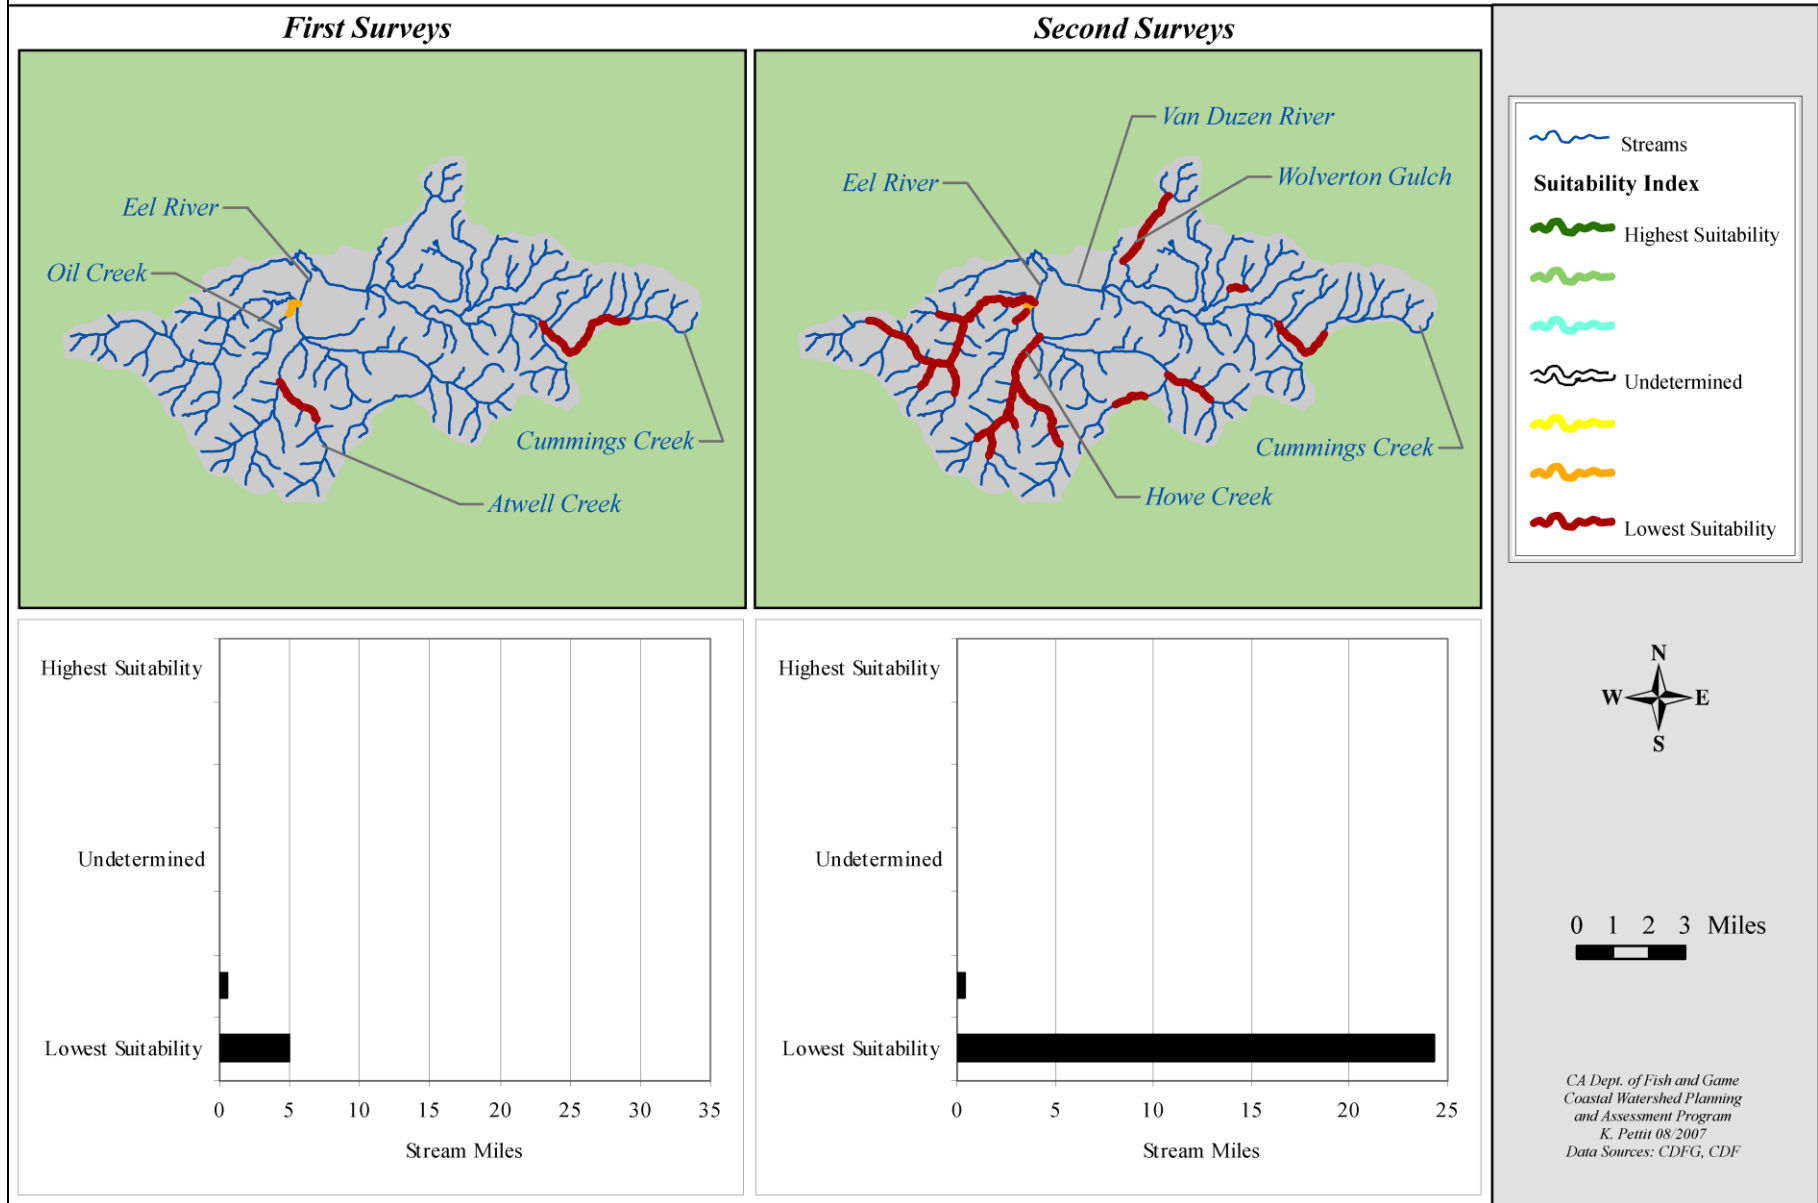 First Surveys
Second Surveys
Eel River
Oil Creek
Cummings Creek
Atwell Creek
Van Duzen River
Eel River
Wolverton Gulch
Cummings Creek
Howe Creek
Streams
Suitability Index
Highest Suitability
Undetermined
Lowest Suitability
Highest Suitability
Undetermined
Lowest Suitability
0 5 10 15 20 25 30 35
Stream Miles
Highest Suitability
Undetermined
Lowest Suitability
0 5 10 15 20 25
Stream Miles
N
W E
S
0 1 2 3 Miles
CA Dept. of Fish and Game
Coastal Watershed Planning
and Assessment Program
K. Pettit 08/2007
Data Sources: CDFG, CDF